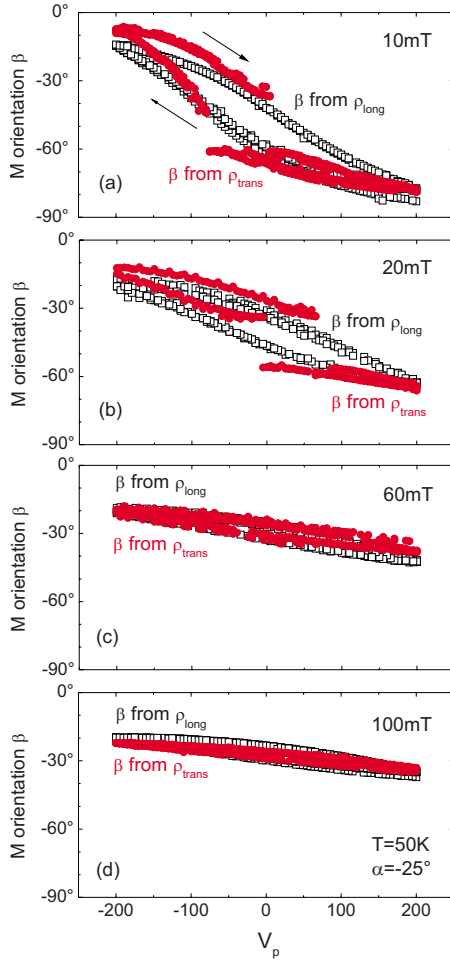 0°
10mT
-30°
β from ρlong
-60°
β from ρtrans
(a)
-90°
M orientation β
0°
20mT
-30°
β from ρlong
-60°
β from ρtrans
(b)
-90°
M orientation β
0°
β from ρlong
60mT
-30°
β from ρtrans
-60°
(c)
-90°
M orientation β
0°
β from ρlong
100mT
-30°
β from ρtrans
-60°
T=50K
(d)
α=-25°
-90°
M orientation β
-200 -100 0 100 200
Vp